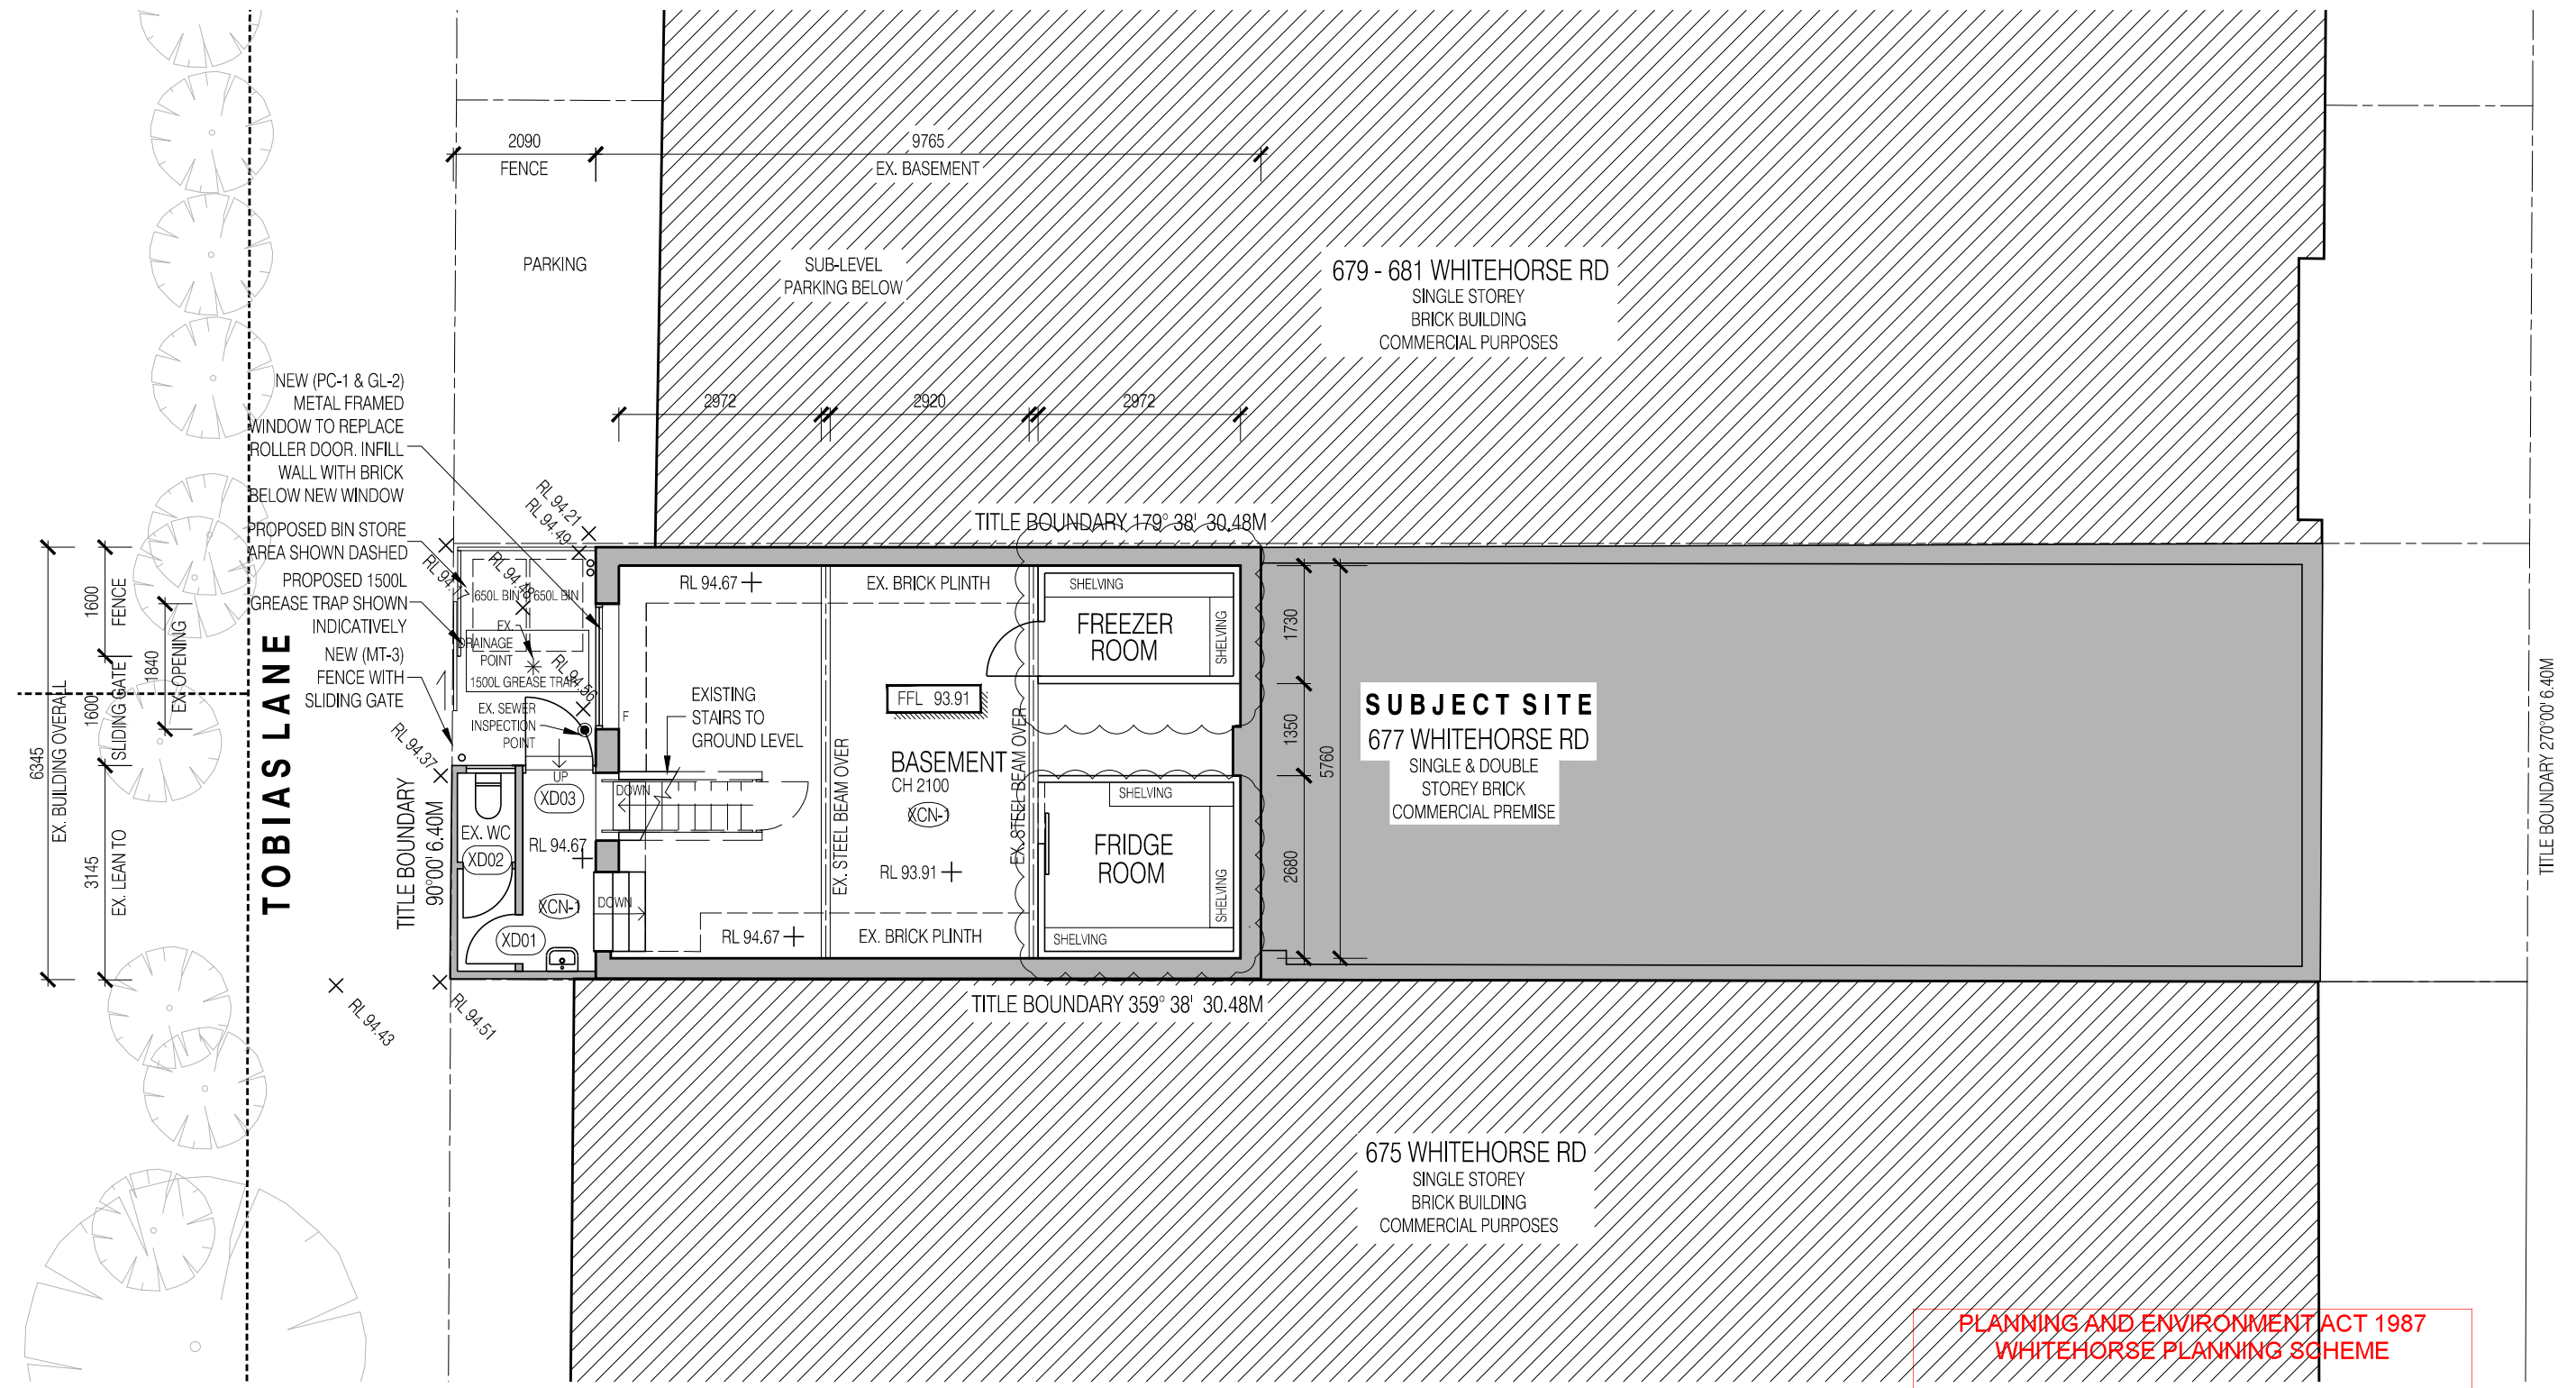 2090
FENCE
9765
EX. BASEMENT
PARKING
SUB-LEVEL
PARKING BELOW
679 - 681 WHITEHORSE RD
SINGLE STOREY
BRICK BUILDING
COMMERCIAL PURPOSES
NEW (PC-1 & GL-2)
METAL FRAMED
WINDOW TO REPLACE
ROLLER DOOR. INFILL
WALL WITH BRICK
BELOW NEW WINDOW
2972
2920
2972
PROPOSED BIN STORE
AREA SHOWN DASHED
PROPOSED 1500L
GREASE TRAP SHOWN
INDICATIVELY
NEW (MT-3)
FENCE WITH
SLIDING GATE
RL 94.21
RL 94.49
RL 94.48
RL 94.56
RL 94.37
TITLE BOUNDARY 179° 38' 30.48M
650L BIN
650L BIN
EX.
DRAINAGE
POINT
1500L GREASE TRAP
EX. SEWER
INSPECTION
POINT
6345
EX. BUILDING OVERALL
1600
FENCE
1600
SLIDING GATE
3145
EX. LEAN TO
1840
EX. OPENING
TOBIAS LANE
TITLE BOUNDARY
90°00' 6.40M
RL 94.67
EX. BRICK PLINTH
SHELVING
FREEZER
ROOM
SHELVING
FFL 93.91
F
EXISTING
STAIRS TO
GROUND LEVEL
BASEMENT
CH 2100
XCN-1
RL 93.91
EX. STEEL BEAM OVER
EX. STEEL BEAM OVER
UP
XD03
DOWN
EX. WC
XD02
RL 94.67
XCN-1
DOWN
XD01
RL 94.67
EX. BRICK PLINTH
SHELVING
FRIDGE
ROOM
SHELVING
SHELVING
1730
1350
2680
5760
SUBJECT SITE
677 WHITEHORSE RD
SINGLE & DOUBLE
STOREY BRICK
COMMERCIAL PREMISE
TITLE BOUNDARY 270°00' 6.40M
RL 94.43
RL 94.51
TITLE BOUNDARY 359° 38' 30.48M
675 WHITEHORSE RD
SINGLE STOREY
BRICK BUILDING
COMMERCIAL PURPOSES
PLANNING AND ENVIRONMENT ACT 1987
WHITEHORSE PLANNING SCHEME